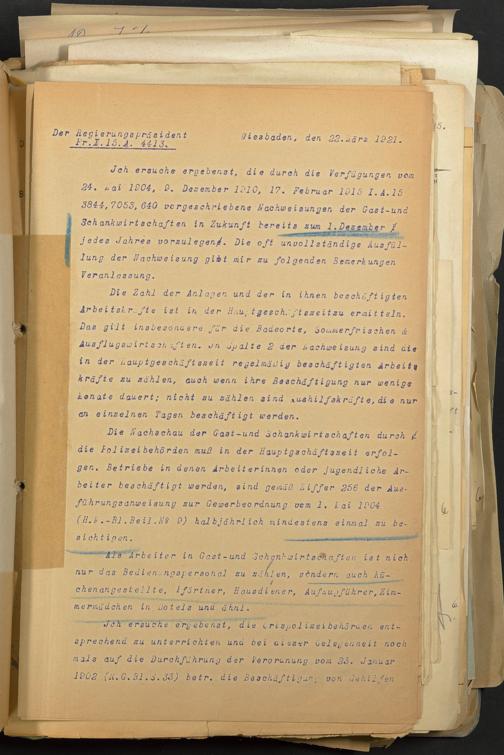 Der Regierungspräsident Wiesbaden, den 22.März 1921.
Pr.I.15.A. 4413.
Ich ersuche ergebenst, die durch die Verfügungen vom
24. Mai 1904, 9. Dezember 1910, 17. Februar 1915 I.A.15
3844,7053,640 vorgeschriebene Nachweisungen der Gast-und
Schankwirtschaften in Zukunft bereits zum 1.Dezember
jedes Jahres vorzulegen. Die oft unvollständige Ausfül-
lung der Nachweisung gibt mir zu folgenden Bemerkungen
Veranlassung.
Die Zahl der Anlagen und der in ihnen beschäftigten
Arbeitskräfte ist in der Hauptgeschäftszeit zu ermitteln.
Das gilt insbesondere für die Badeorte, Sommerfrischen &
Ausflugswirtschaften. In Spalte 2 der Nachweisung sind die
in der Hauptgeschäftszeit regelmäßig beschäftigten Arbeits
kräfte zu zählen, auch wenn ihre Beschäftigung nur wenige
Monate dauert; nicht zu zählen sind Aushilfskräfte, die nur
an einzelnen Tagen beschäftigt werden.
Die Nachschau der Gast-und Schankwirtschaften durch
die Polizeibehörden muß in der Hauptgschäftszeit erfol-
gen. Betriebe in denen Arbeiterinnen oder jugendliche Ar-
beiter beschäftigt werden, sind gemäß Ziffer 256 der Aus-
führungsanweisung zur Gewerbeordnung vom 1. Mai 1904
(H.M.-Bl.Beil.No 9) halbjährlich mindestens einmal zu be-
sichtigen.
Als Arbeiter in Gast-und Schankwirtschaften ist nich
nur das Bedienungspersonal zu zählen, sondern auch Kü-
chenangestellte, Pförtner, Hausdiener, Aufzugführer, Zim-
mermädchen in Hotels und ähnl.
Ich ersuche ergebenst, die Ortspolizeibehörden ent-
sprechend zu unterrichten und bei dieser Gelegenheit noch
mals auf die Durchführung der Verordnung vom 23. Januar
1902 (R.G.Bl.S.33) betr. die Beschäftigung von Gehilfen